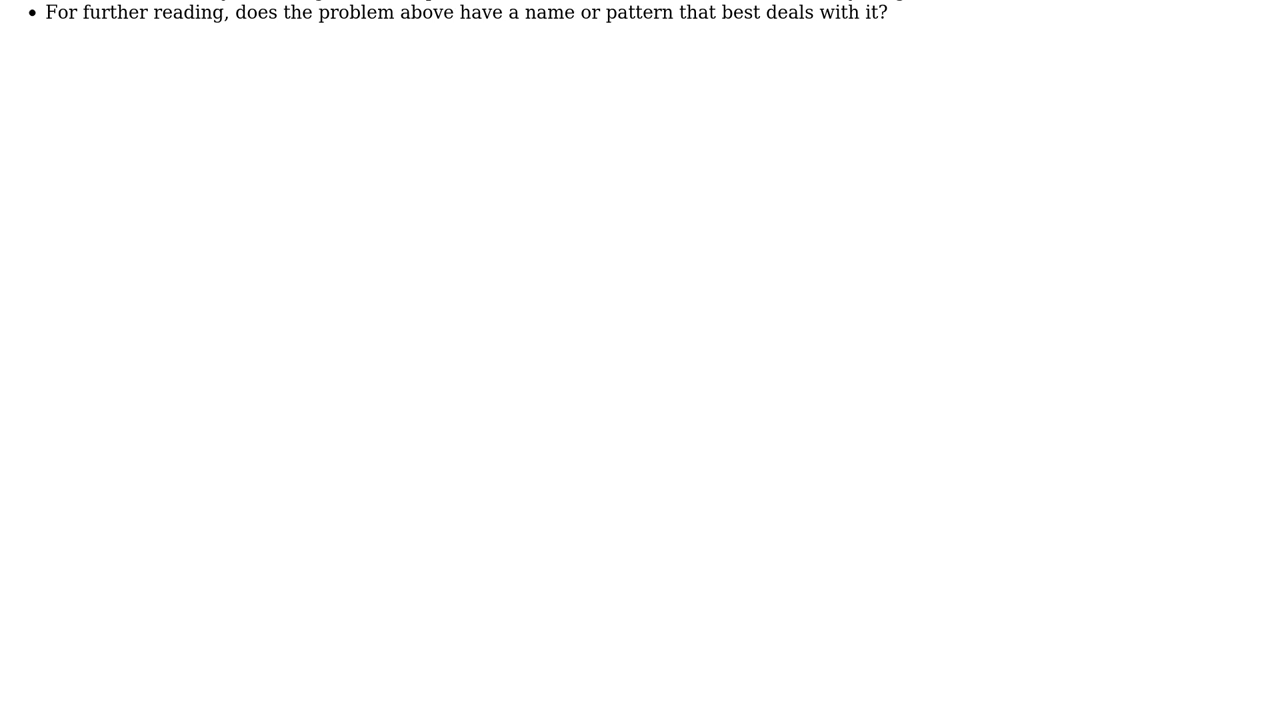 • For further reading, does the problem above have a name or pattern that best deals with it?